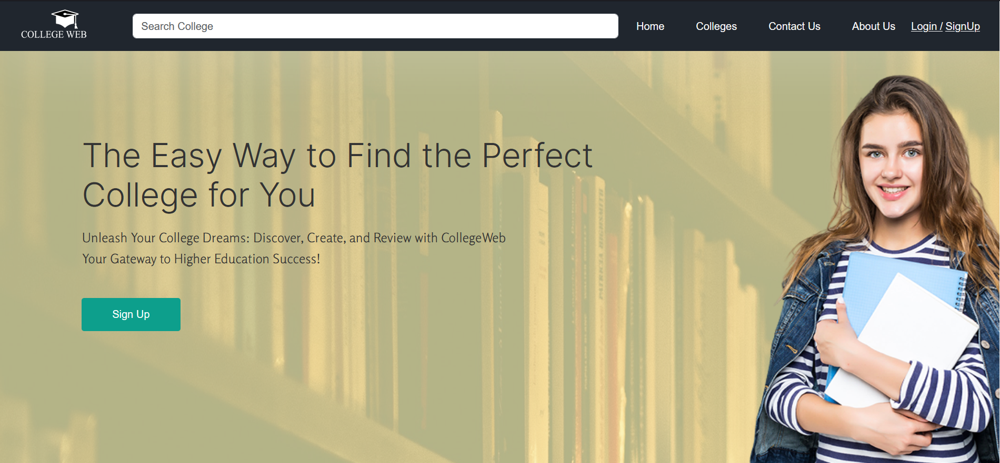 COLLEGE WEB
Search College
Home
Colleges
Contact Us
About Us
Login / SignUp
The Easy Way to Find the Perfect
College for You
Unleash Your College Dreams: Discover, Create, and Review with CollegeWeb
Your Gateway to Higher Education Success!
Sign Up
PATRICIA HIGHSMITH